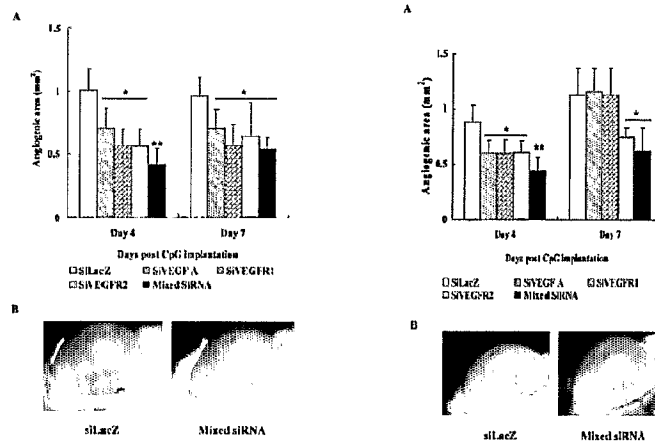 A
Angiogenic area (mm²)
1.5
1
0.5
0
*
**
*
Day 4
Day 7
Days post CpG Implantation
SiLacZ
SiVEGF A
SiVEGFR1
SiVEGFR2
Mixed SiRNA
B
siLacZ
Mixed siRNA
A
Angiogenic area (mm²)
1.5
1
0.5
0
*
**
*
Day 4
Day 7
Days post CpG Implantation
SiLacZ
SiVEGF A
SiVEGFR1
SiVEGFR2
Mixed SiRNA
B
siLacZ
Mixed siRNA